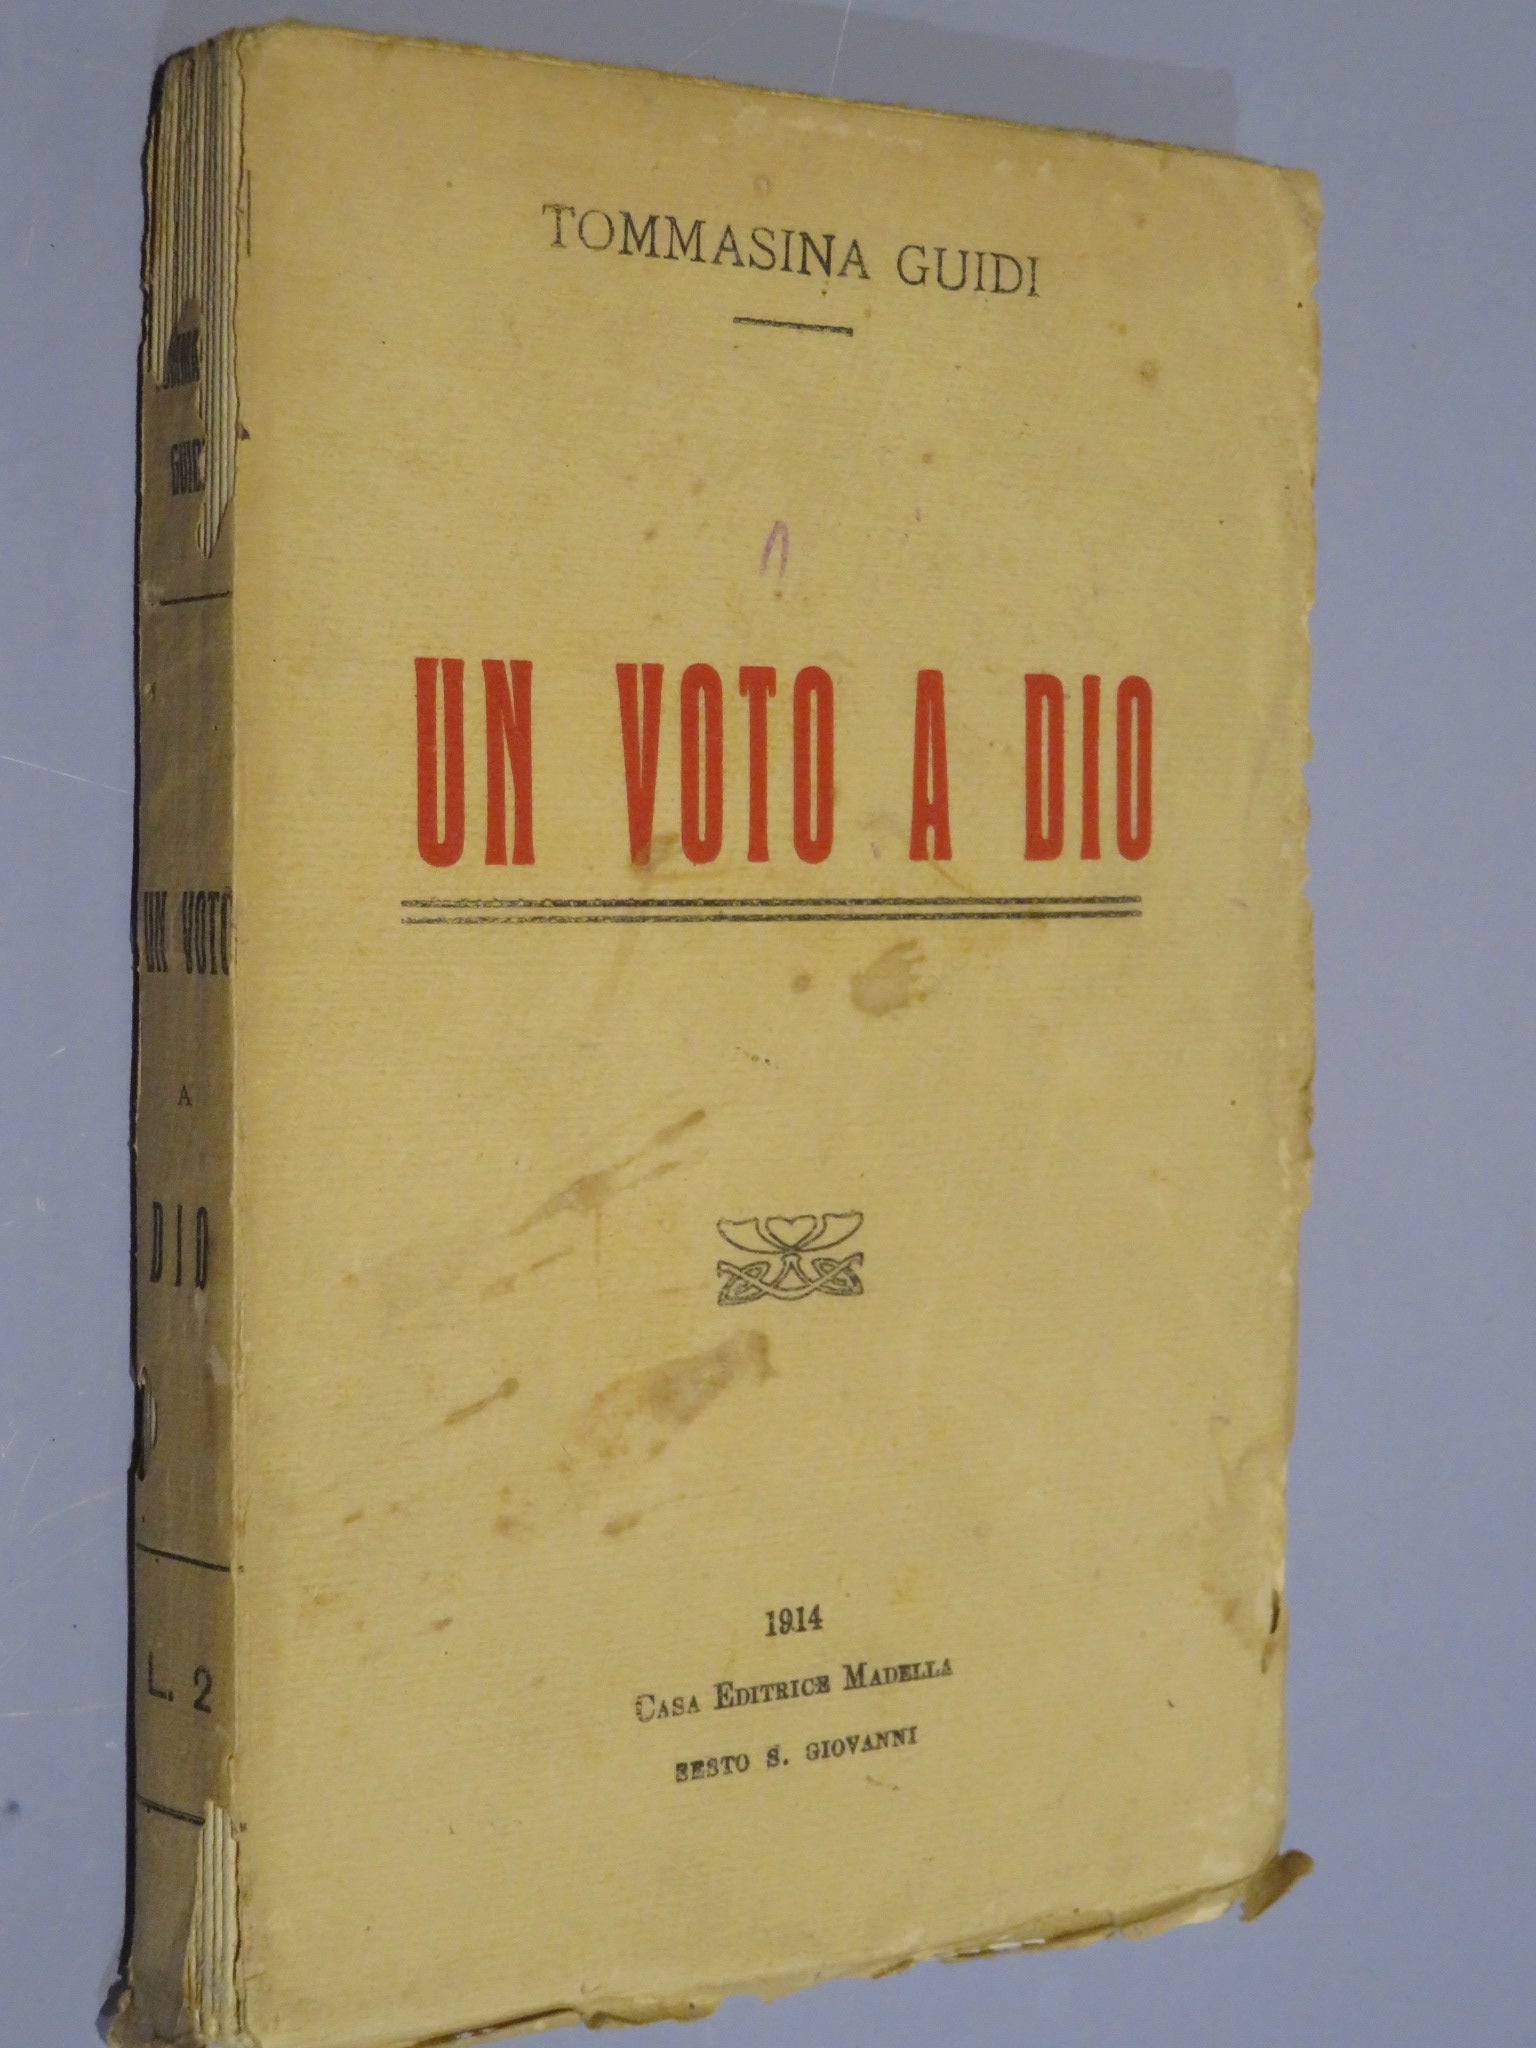 TOMMASINA GUIDI
UN VOTO A DIO
1914
CASA EDITRICE MADELLA
SESTO S. GIOVANNI
UN VOTO
A
DIO
L. 2